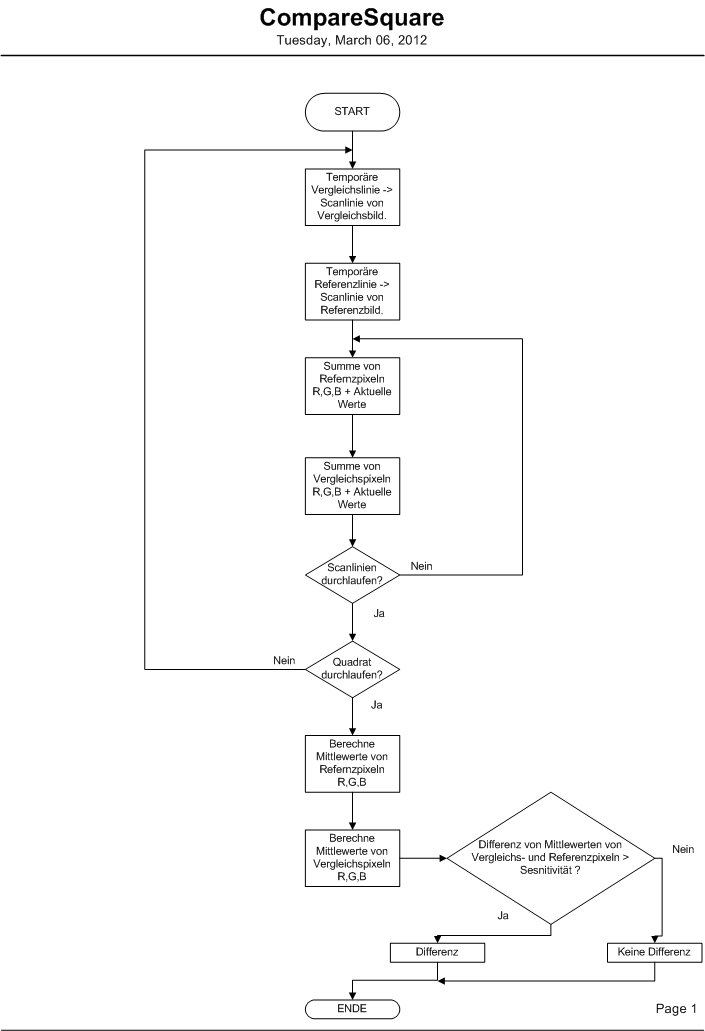 CompareSquare
Tuesday, March 06, 2012
START
Temporäre
Vergleichslinie ->
Scanlinie von
Vergleichsbild.
Temporäre
Referenzlinie ->
Scanlinie von
Referenzbild.
Summe von
Refernzpixeln
R,G,B + Aktuelle
Werte
Summe von
Vergleichspixeln
R,G,B + Aktuelle
Werte
Scanlinien
durchlaufen?
Nein
Ja
Quadrat
durchlaufen?
Nein
Ja
Berechne
Mittlewerte von
Refernzpixeln
R,G,B
Berechne
Mittlewerte von
Vergleichspixeln
R,G,B
Differenz von Mittlewerten von
Vergleichs- und Referenzpixeln >
Sesnitivität ?
Nein
Ja
Differenz
Keine Differenz
ENDE
Page 1